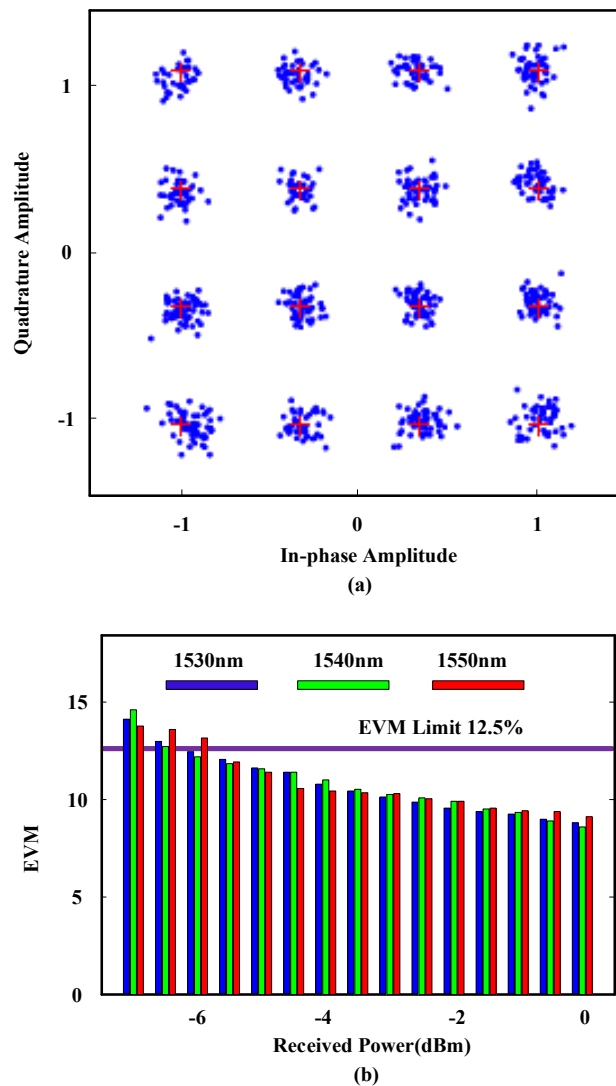 1
0
-1
Quadrature Amplitude
-1 0 1
In-phase Amplitude
(a)
1530nm 1540nm 1550nm
EVM Limit 12.5%
15
10
5
0
EVM
-6 -4 -2 0
Received Power(dBm)
(b)